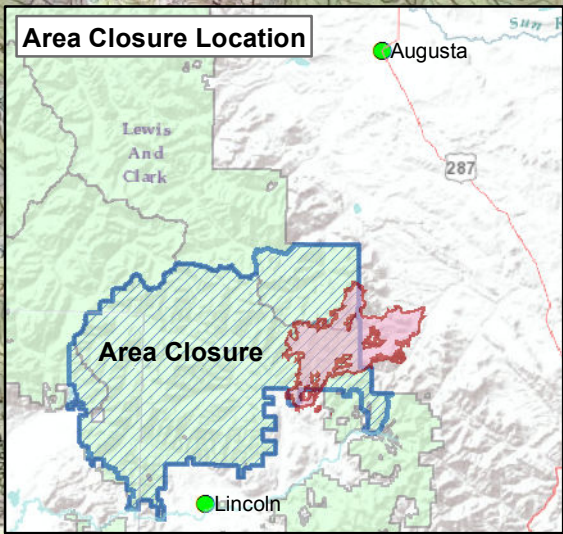 Area Closure Location
Sun R
Augusta
Lewis
And
Clark
287
Area Closure
Lincoln